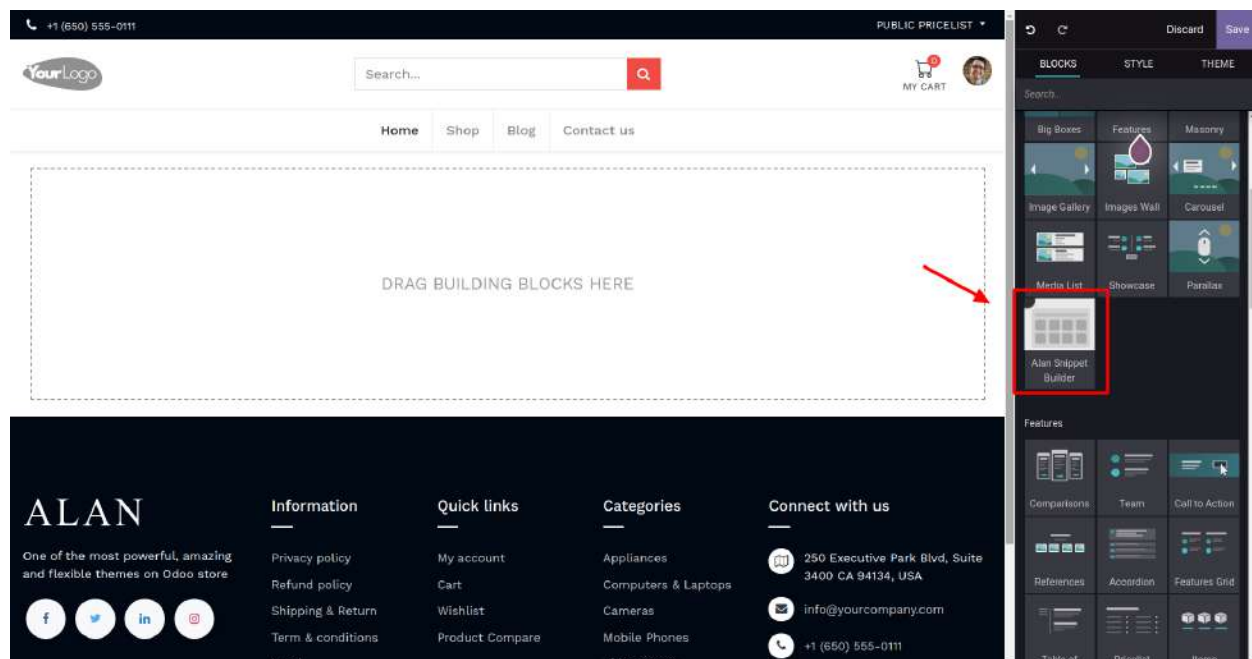 +1 (650) 555-0111
PUBLIC PRICELIST
YourLogo
Search...
0
MY CART
Home Shop Blog Contact us
DRAG BUILDING BLOCKS HERE
ALAN
One of the most powerful, amazing
and flexible themes on Odoo store
Information
Privacy policy
Refund policy
Shipping & Return
Term & conditions
Quick links
My account
Cart
Wishlist
Product Compare
Categories
Appliances
Computers & Laptops
Cameras
Mobile Phones
Connect with us
250 Executive Park Blvd, Suite
3400 CA 94134, USA
info@yourcompany.com
+1 (650) 555-0111
Discard Save
BLOCKS STYLE THEME
Search..
Big Boxes Features Masonry
Image Gallery Images Wall Carousel
Media List Showcase Parallax
Alan Snippet
Builder
Features
Comparisons Team Call to Action
References Accordion Features Grid
Table of Pricelist Items